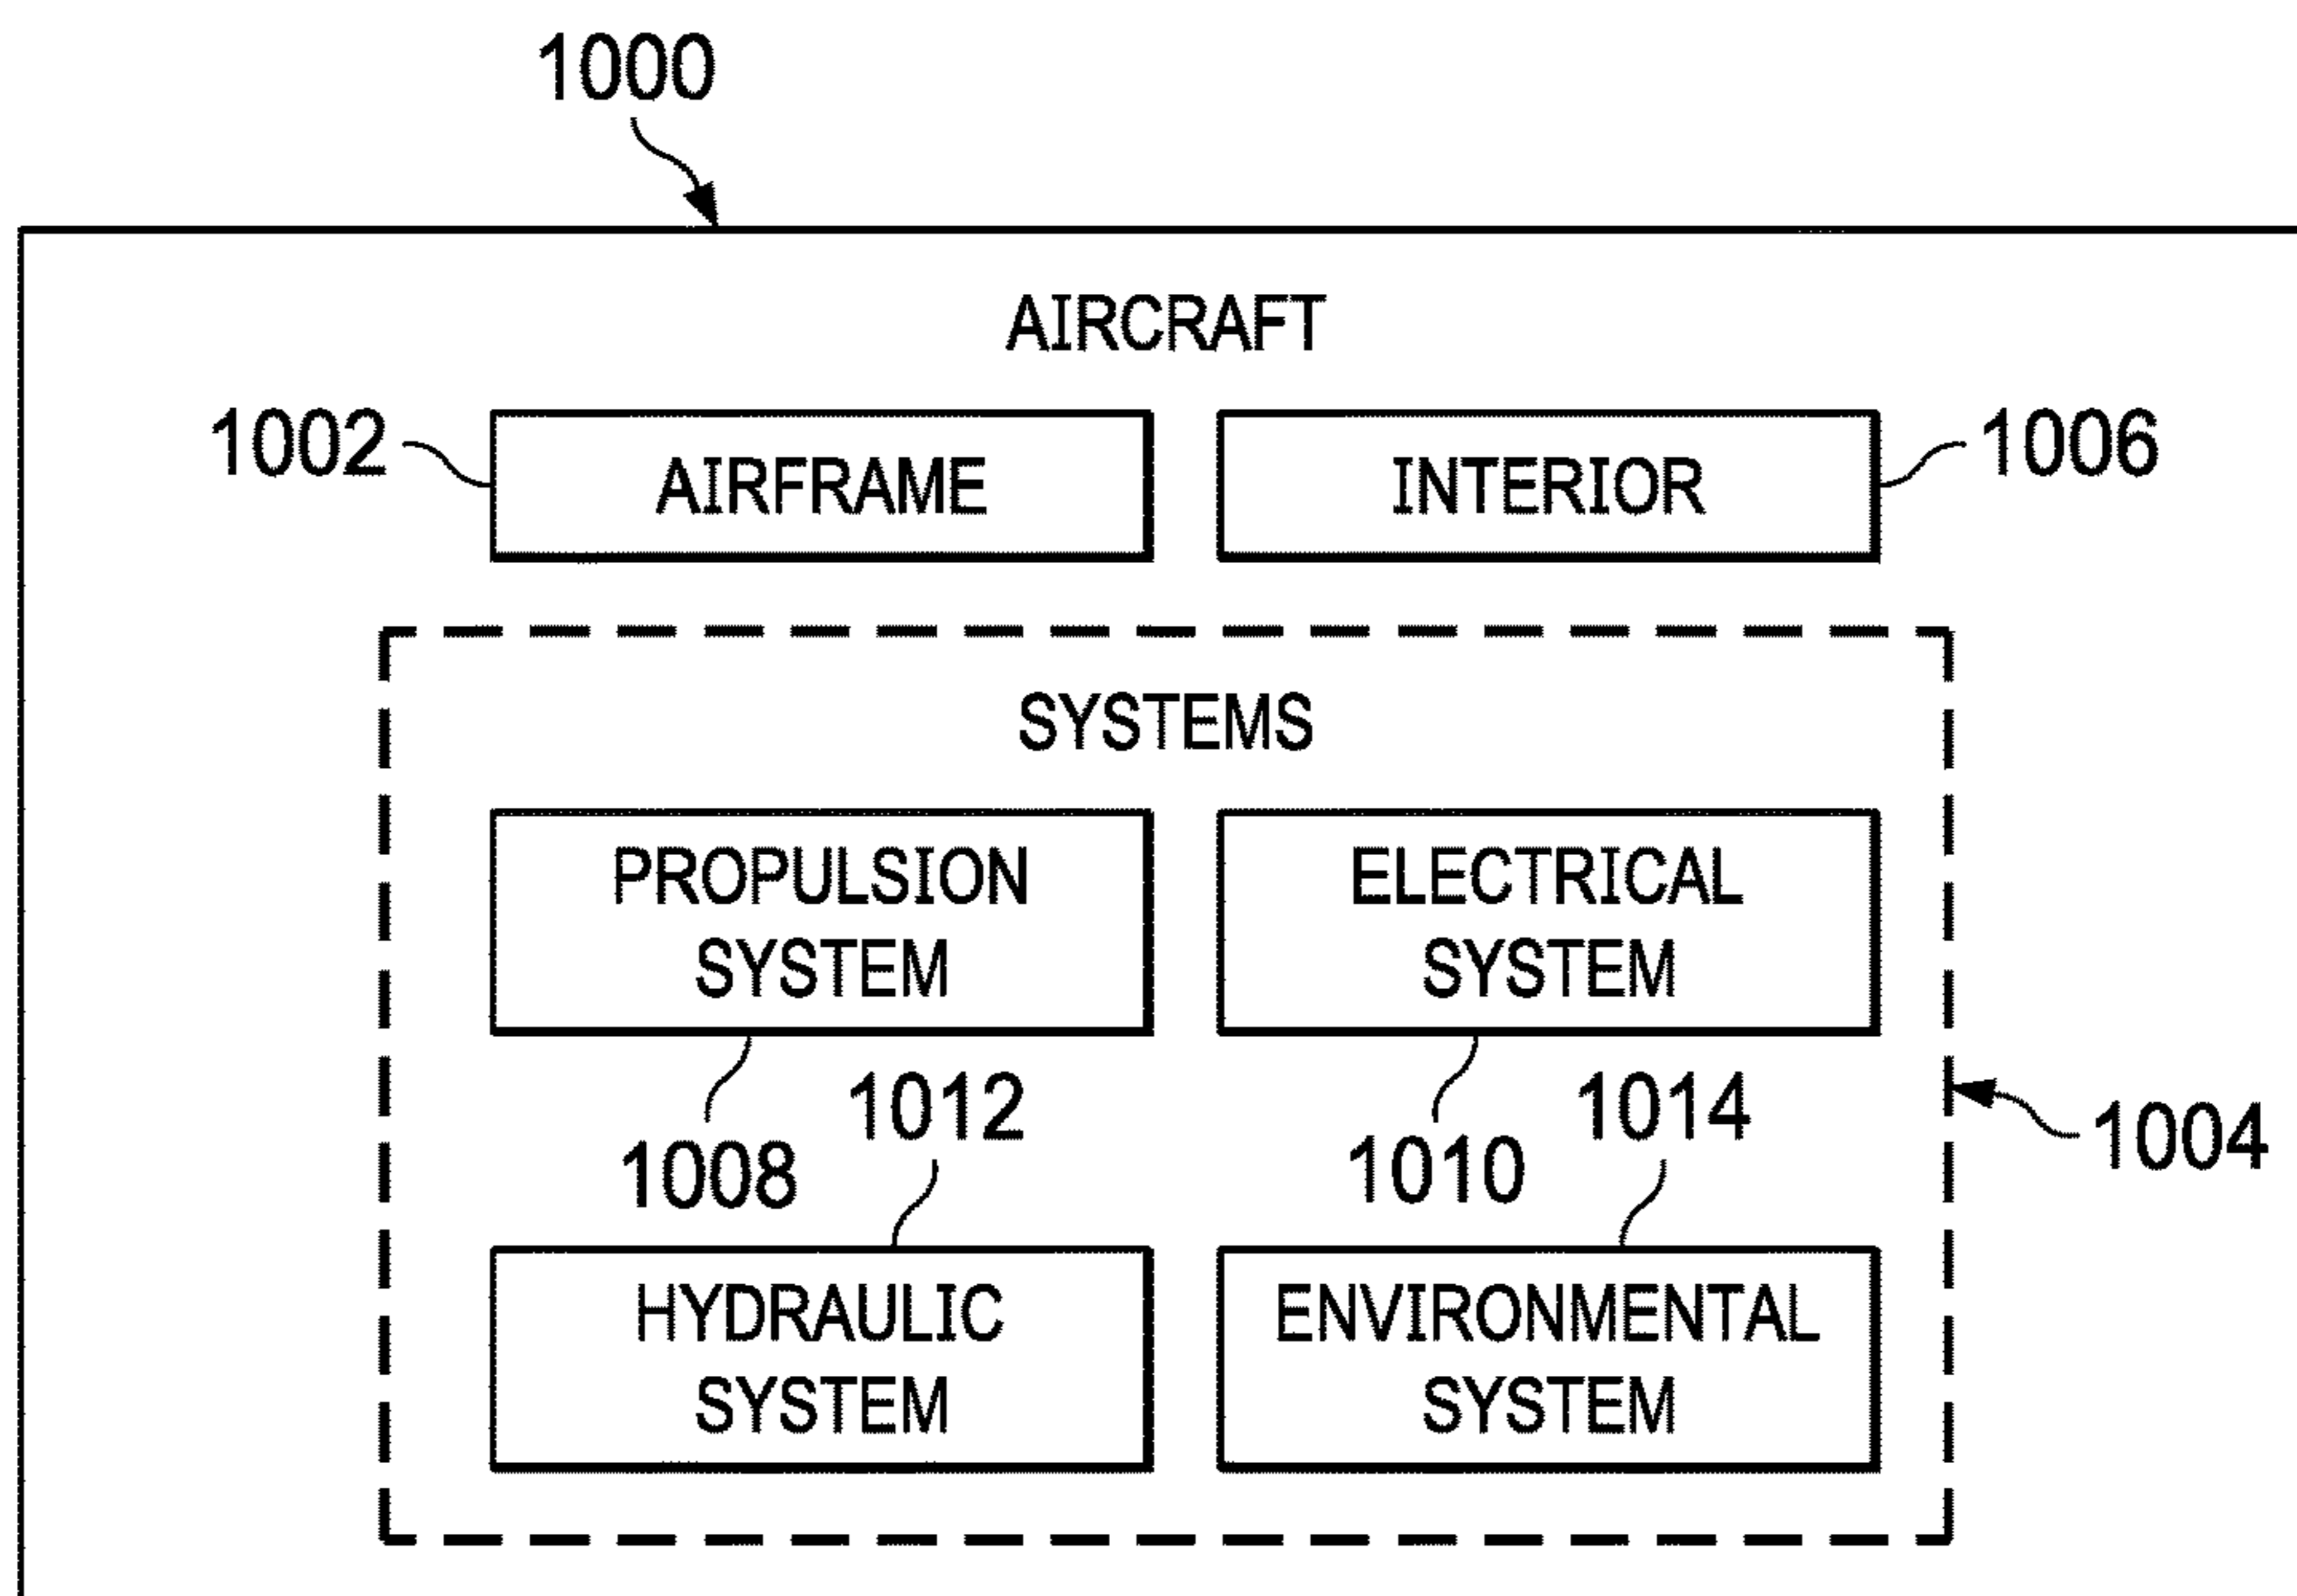 1000
AIRCRAFT
1002
AIRFRAME
INTERIOR
1006
SYSTEMS
PROPULSION
SYSTEM
ELECTRICAL
SYSTEM
1008
1012
1010
1014
1004
HYDRAULIC
SYSTEM
ENVIRONMENTAL
SYSTEM